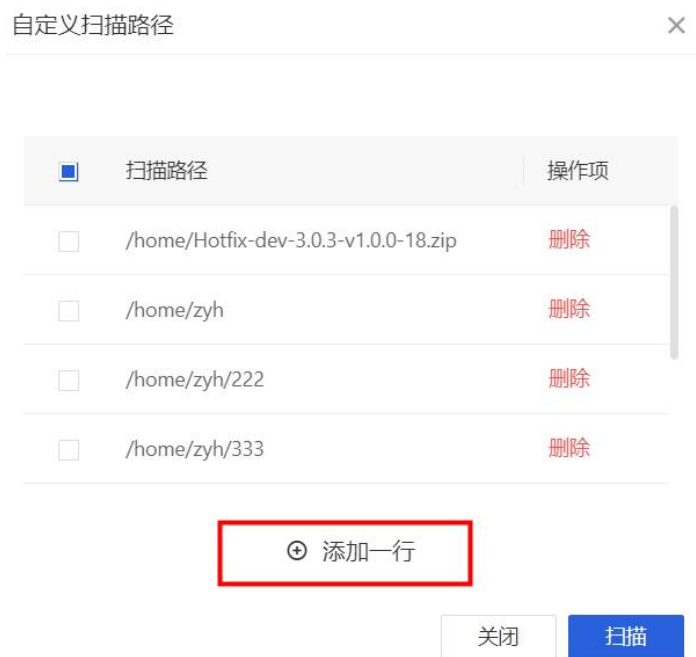 自定义扫描路径
扫描路径 操作项
/home/Hotfix-dev-3.0.3-v1.0.0-18.zip 删除
/home/zyh 删除
/home/zyh/222 删除
/home/zyh/333 删除
添加一行
关闭 扫描